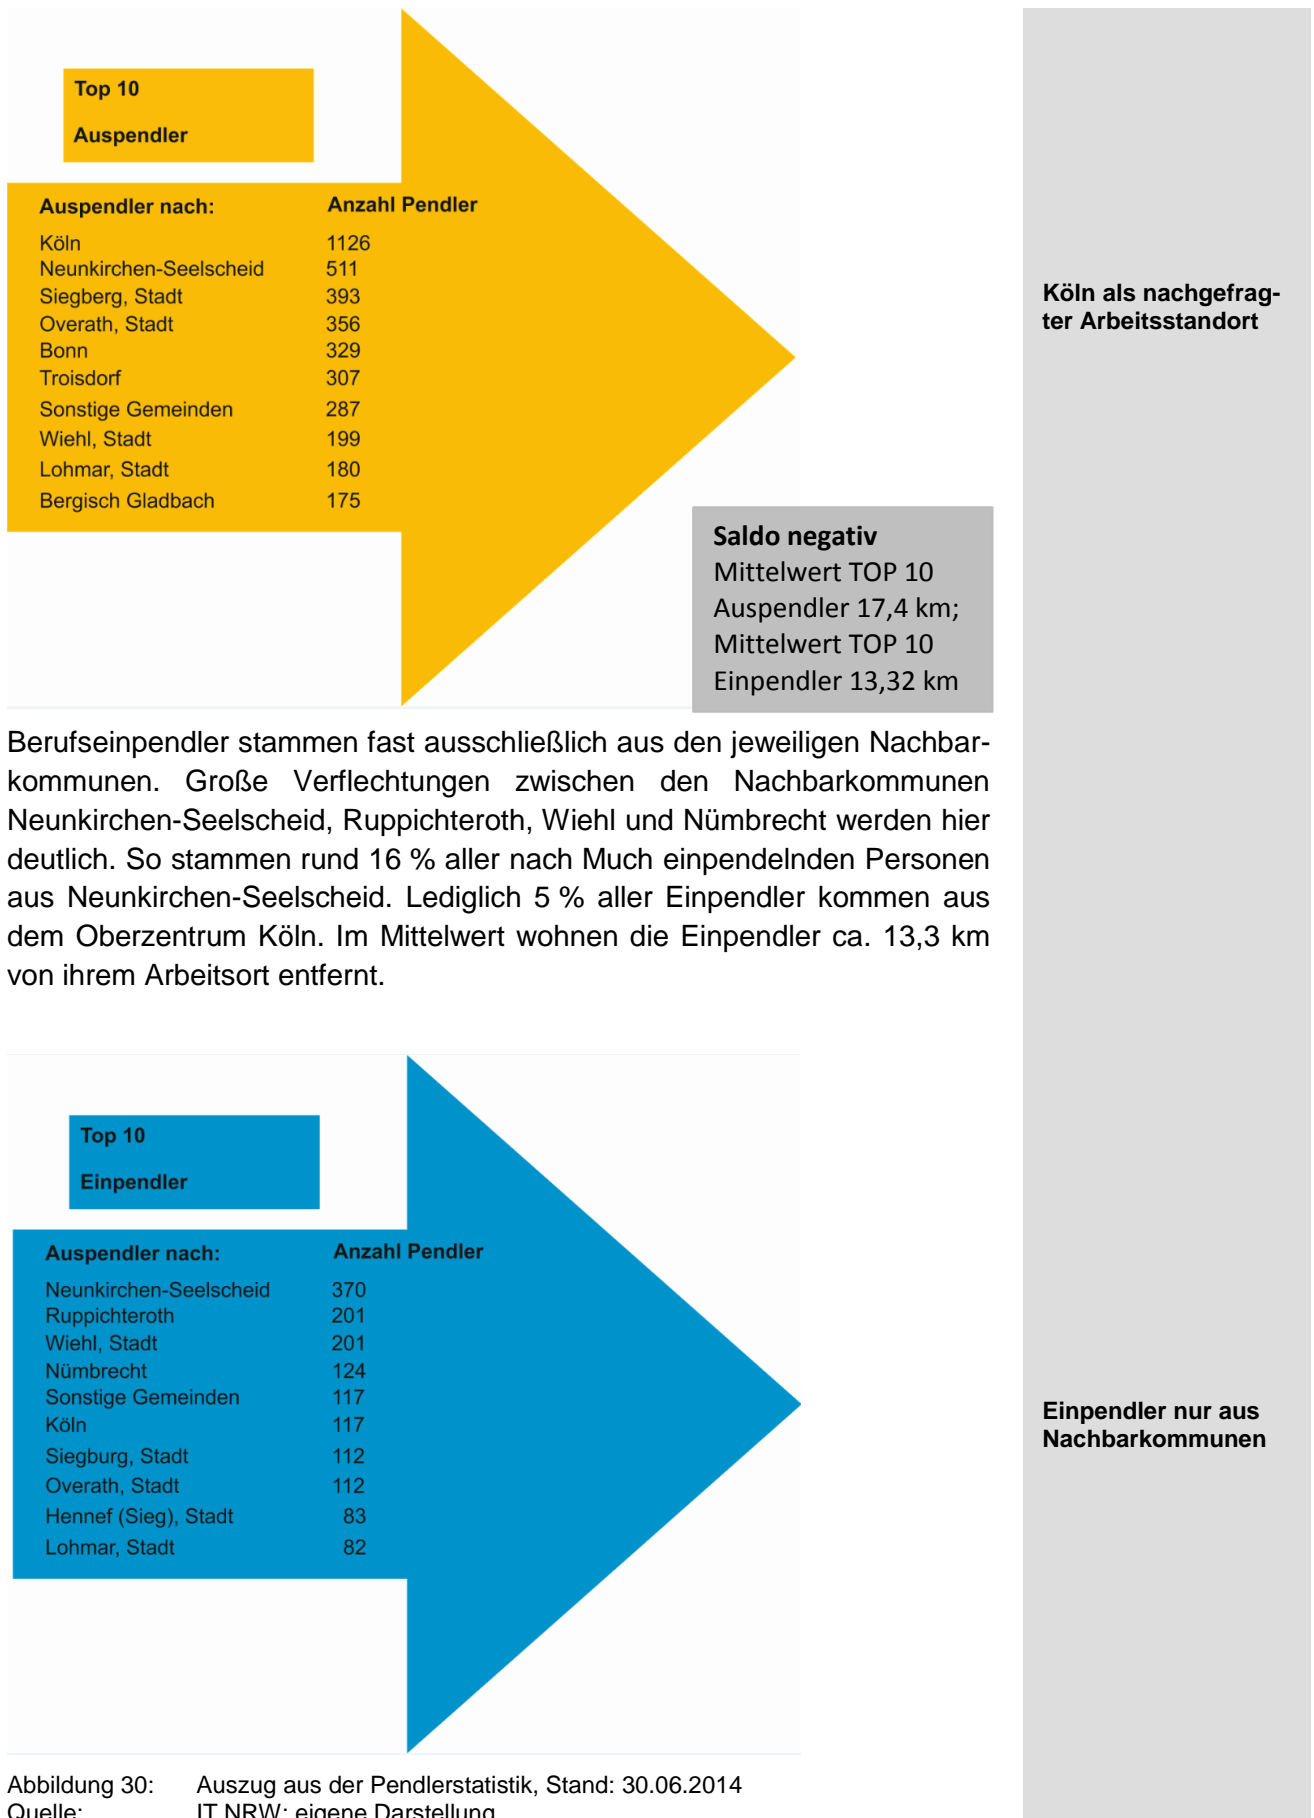 Top 10
Auspendler
Auspendler nach: Anzahl Pendler
Köln 1126
Neunkirchen-Seelscheid 511
Siegberg, Stadt 393
Overath, Stadt 356
Bonn 329
Troisdorf 307
Sonstige Gemeinden 287
Wiehl, Stadt 199
Lohmar, Stadt 180
Bergisch Gladbach 175
Köln als nachgefrag-
ter Arbeitsstandort
Saldo negativ
Mittelwert TOP 10
Auspendler 17,4 km;
Mittelwert TOP 10
Einpendler 13,32 km
Berufseinpendler stammen fast ausschließlich aus den jeweiligen Nachbar-
kommunen. Große Verflechtungen zwischen den Nachbarkommunen
Neunkirchen-Seelscheid, Ruppichteroth, Wiehl und Nümbrecht werden hier
deutlich. So stammen rund 16 % aller nach Much einpendelnden Personen
aus Neunkirchen-Seelscheid. Lediglich 5 % aller Einpendler kommen aus
dem Oberzentrum Köln. Im Mittelwert wohnen die Einpendler ca. 13,3 km
von ihrem Arbeitsort entfernt.
Top 10
Einpendler
Auspendler nach: Anzahl Pendler
Neunkirchen-Seelscheid 370
Ruppichteroth 201
Wiehl, Stadt 201
Nümbrecht 124
Sonstige Gemeinden 117
Köln 117
Siegburg, Stadt 112
Overath, Stadt 112
Hennef (Sieg), Stadt 83
Lohmar, Stadt 82
Einpendler nur aus
Nachbarkommunen
Abbildung 30: Auszug aus der Pendlerstatistik, Stand: 30.06.2014
Quelle: IT NRW; eigene Darstellung